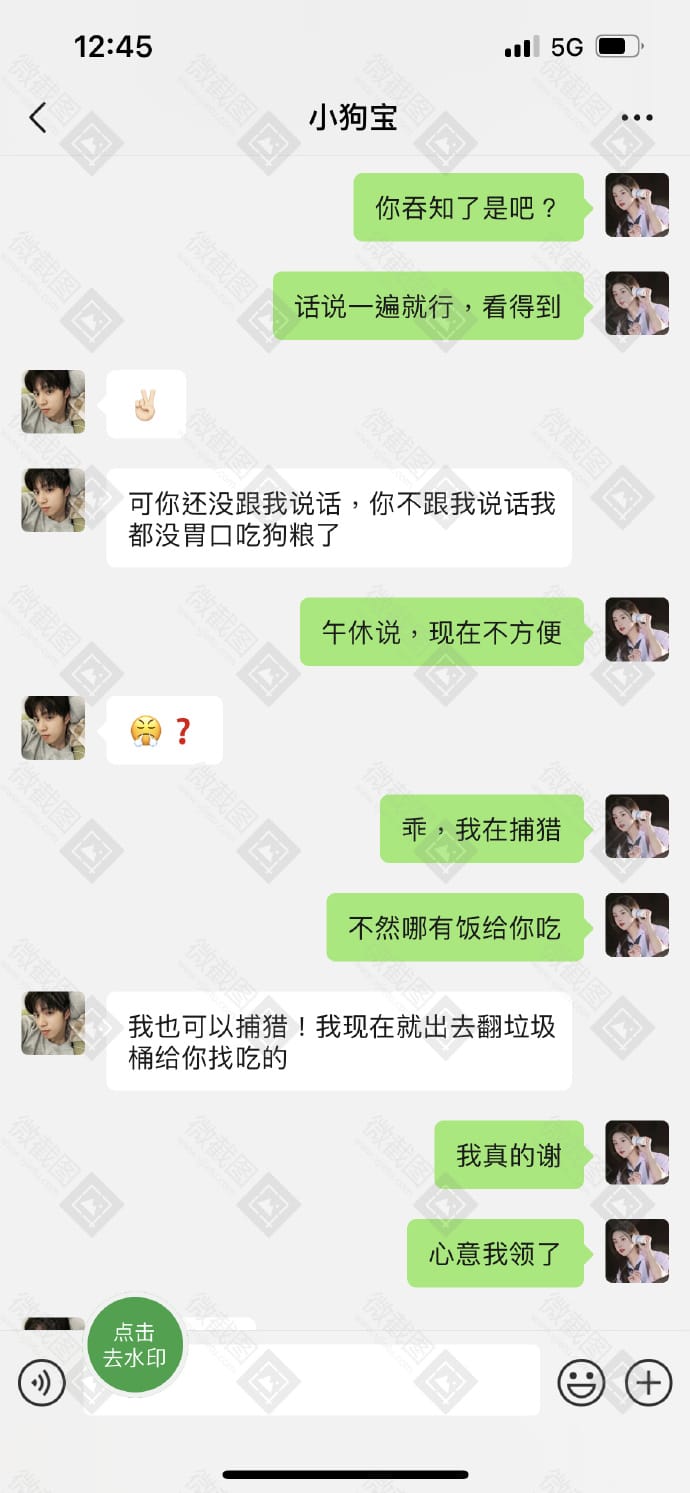 12:45
5G
小狗宝
你吞知了是吧？
话说一遍就行，看得到
✌🏻
可你还没跟我说话，你不跟我说话我
都没胃口吃狗粮了
午休说，现在不方便
😤❓
乖，我在捕猎
不然哪有饭给你吃
我也可以捕猎！我现在就出去翻垃圾
桶给你找吃的
我真的谢
心意我领了
点击
去水印
微截图